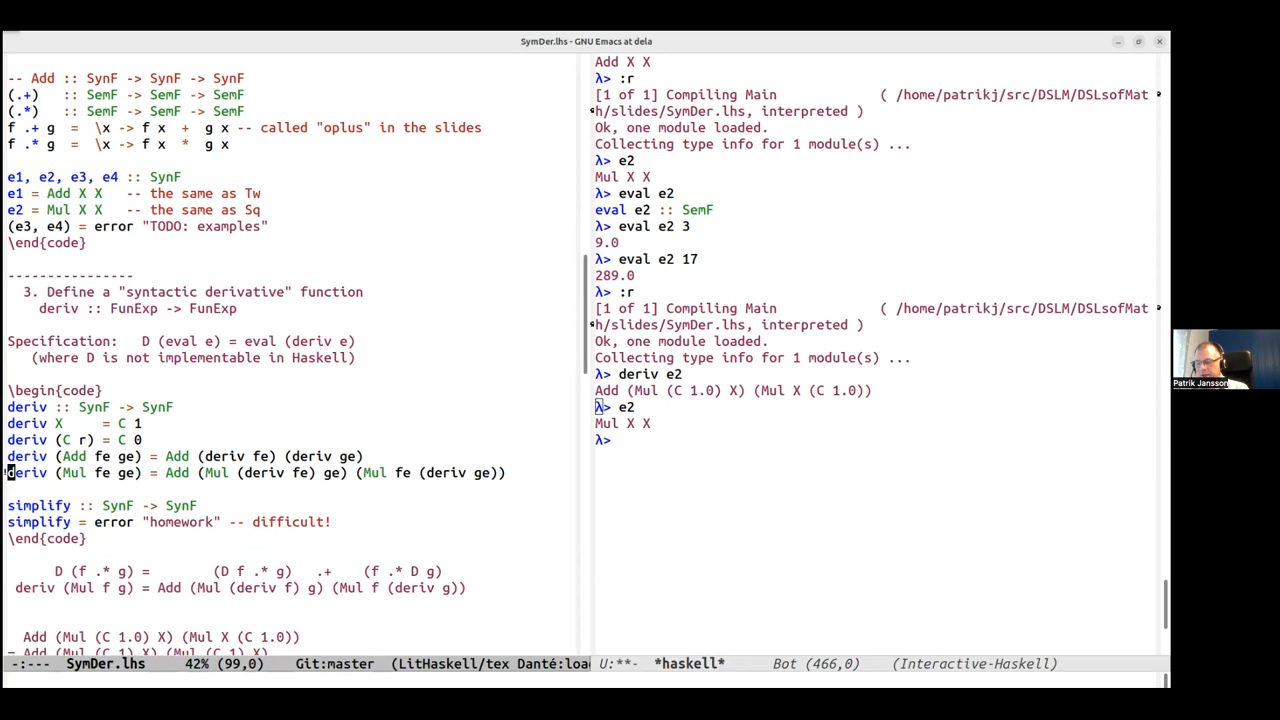 SymDer.lhs - GNU Emacs at dela
-- Add :: SynF -> SynF -> SynF
(.+)   :: SemF -> SemF -> SemF
(.*)   :: SemF -> SemF -> SemF
f .+ g  =  \x -> f x  +  g x -- called "oplus" in the slides
f .* g  =  \x -> f x  *  g x
e1, e2, e3, e4 :: SynF
e1 = Add X X   -- the same as Tw
e2 = Mul X X   -- the same as Sq
(e3, e4) = error "TODO: examples"
\end{code}
----------------
3. Define a "syntactic derivative" function
deriv :: FunExp -> FunExp
Specification:   D (eval e) = eval (deriv e)
(where D is not implementable in Haskell)
\begin{code}
deriv :: SynF -> SynF
deriv X     = C 1
deriv (C r) = C 0
deriv (Add fe ge) = Add (deriv fe) (deriv ge)
deriv (Mul fe ge) = Add (Mul (deriv fe) ge) (Mul fe (deriv ge))
simplify :: SynF -> SynF
simplify = error "homework" -- difficult!
\end{code}
D (f .* g) =        (D f .* g)   .+    (f .* D g)
deriv (Mul f g) = Add (Mul (deriv f) g) (Mul f (deriv g))
Add (Mul (C 1.0) X) (Mul X (C 1.0))
= Add (Mul (C 1) X) (Mul (C 1) X)
-:---  SymDer.lhs     42% (99,0)     Git:master  (LitHaskell/tex Danté:loa
Add X X
λ> :r
[1 of 1] Compiling Main             ( /home/patrikj/src/DSLM/DSLsofMat
h/slides/SymDer.lhs, interpreted )
Ok, one module loaded.
Collecting type info for 1 module(s) ...
λ> e2
Mul X X
λ> eval e2
eval e2 :: SemF
λ> eval e2 3
9.0
λ> eval e2 17
289.0
λ> :r
[1 of 1] Compiling Main             ( /home/patrikj/src/DSLM/DSLsofMat
h/slides/SymDer.lhs, interpreted )
Ok, one module loaded.
Collecting type info for 1 module(s) ...
λ> deriv e2
Add (Mul (C 1.0) X) (Mul X (C 1.0))
λ> e2
Mul X X
λ>
U:**-  *haskell*      Bot (466,0)    (Interactive-Haskell)
Patrik Jansson